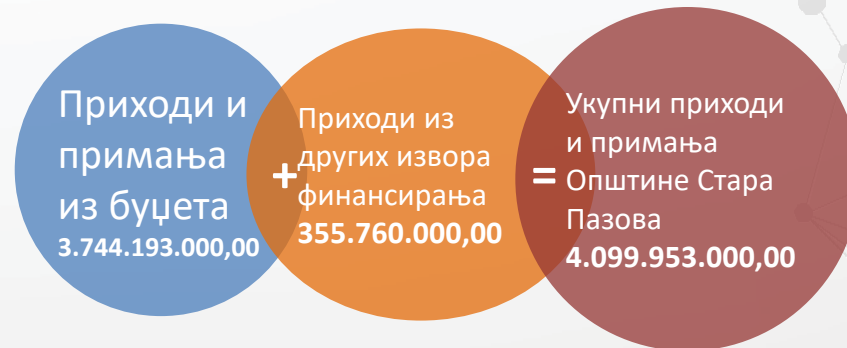 Приходи и
примања
из буџета
3.744.193.000,00
+
Приходи из
других извора
финансирања
355.760.000,00
=
Укупни приходи
и примања
Општине Стара
Пазова
4.099.953.000,00